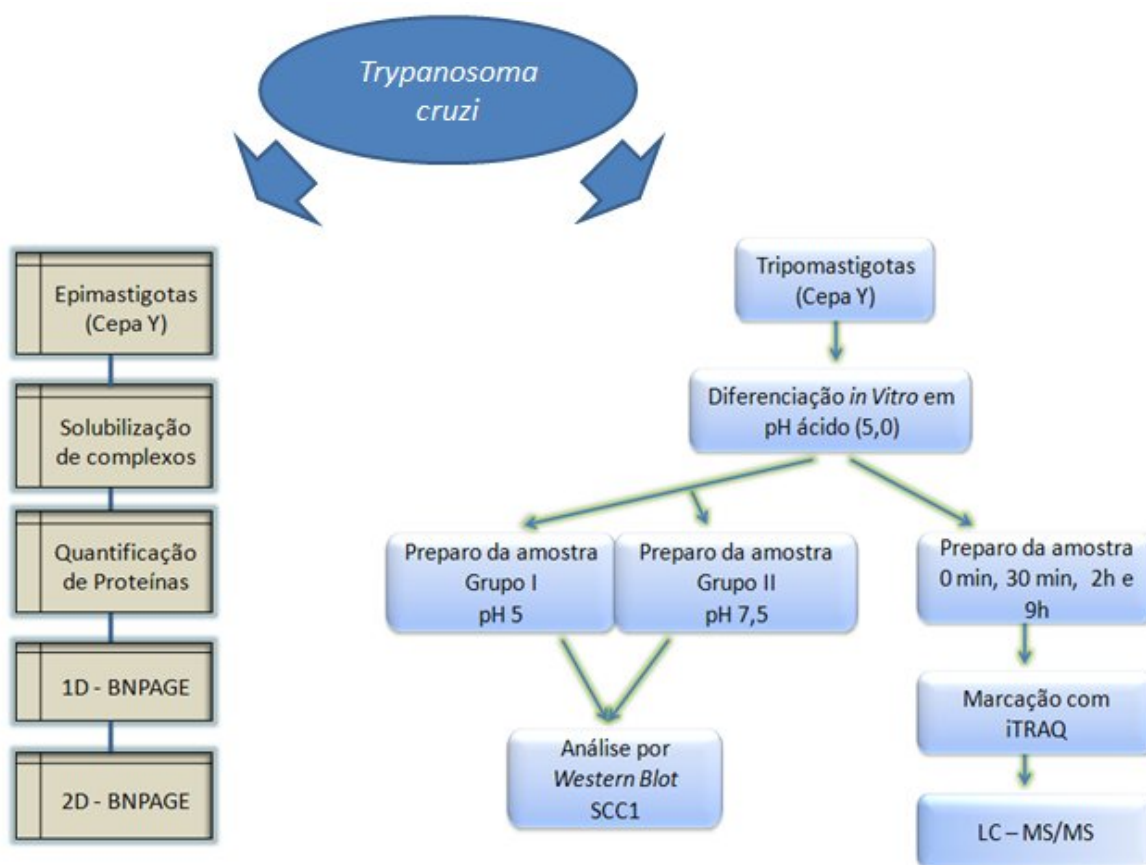 Trypanosoma
cruzi
Epimastigotas
(Cepa Y)
Solubilização
de complexos
Quantificação
de Proteínas
1D - BNPAGE
2D - BNPAGE
Tripomastigotas
(Cepa Y)
Diferenciação in Vitro em
pH ácido (5,0)
Preparo da amostra
Grupo I
pH 5
Preparo da amostra
Grupo II
pH 7,5
Análise por
Western Blot
SCC1
Preparo da amostra
0 min, 30 min, 2h e
9h
Marcação com
iTRAQ
LC – MS/MS